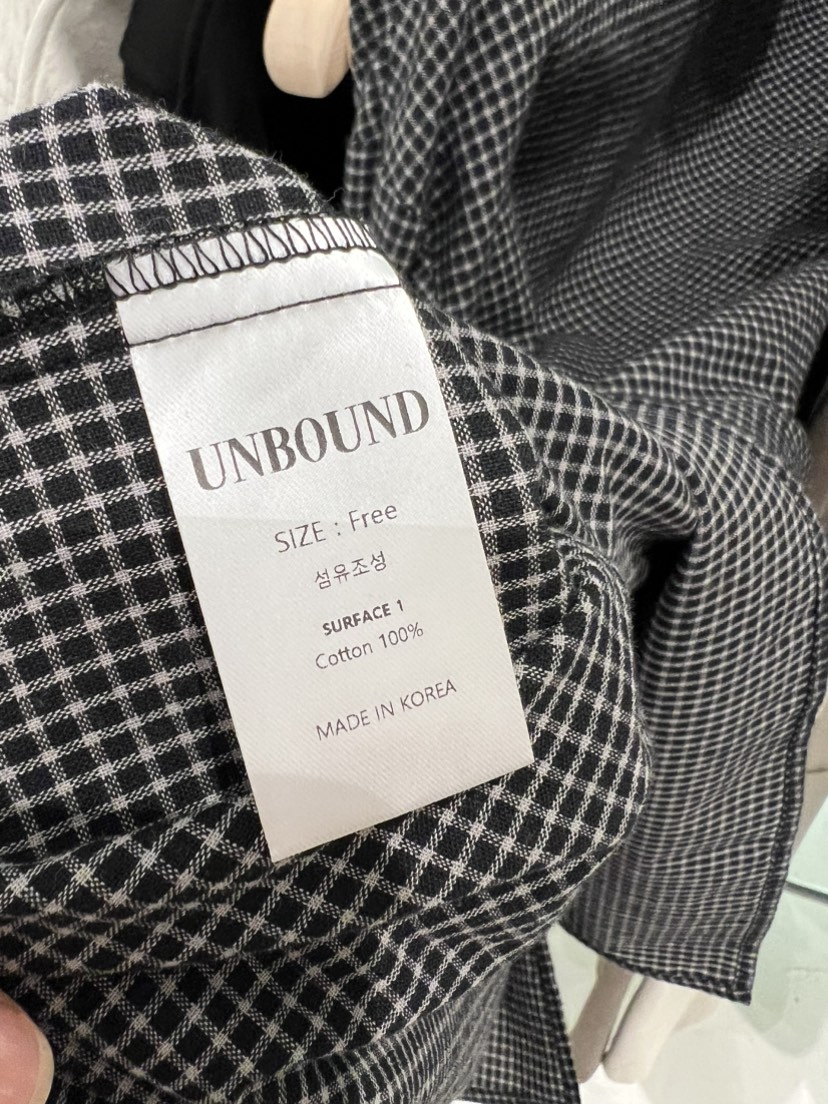 UNBOUND
SIZE : Free
섬유조성
SURFACE 1
Cotton 100%
MADE IN KOREA